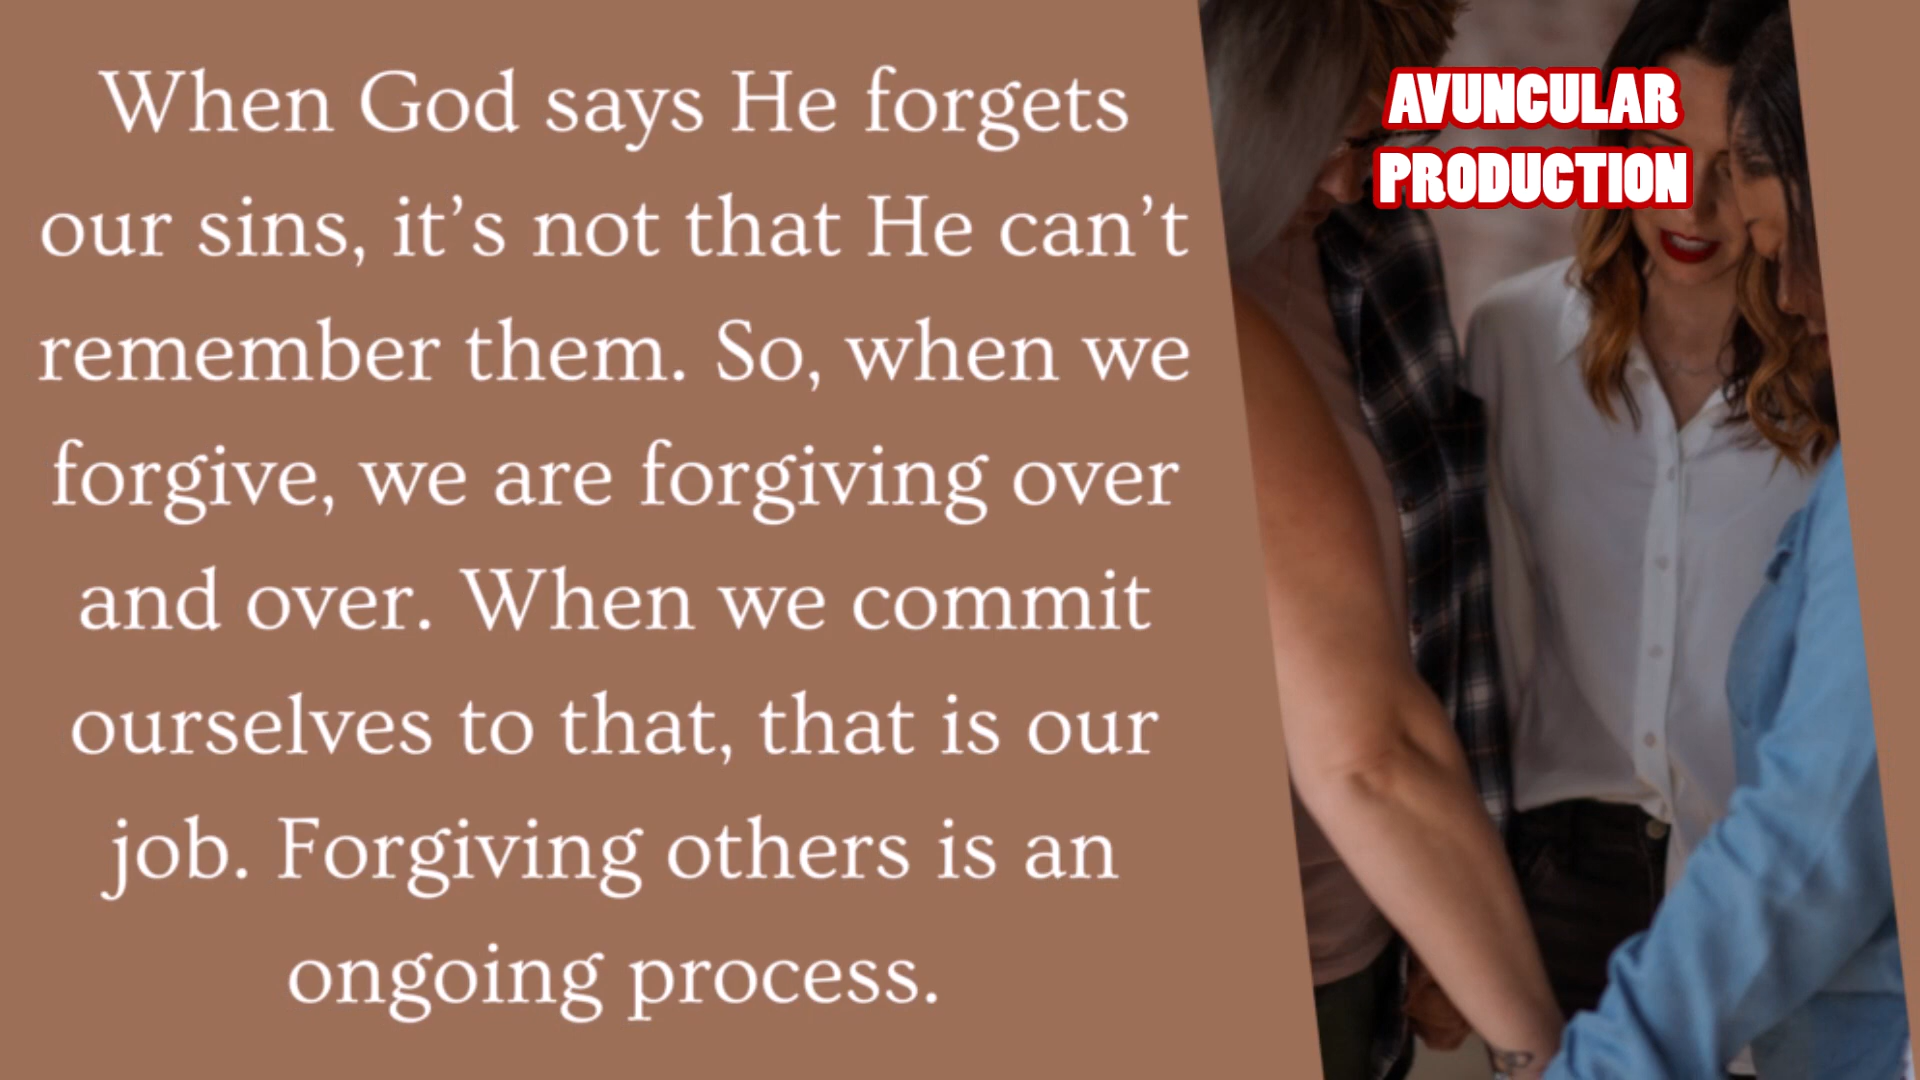 When God says He forgets
our sins, it’s not that He can’t
remember them. So, when we
forgive, we are forgiving over
and over. When we commit
ourselves to that, that is our
job. Forgiving others is an
ongoing process.
AVUNCULAR
PRODUCTION